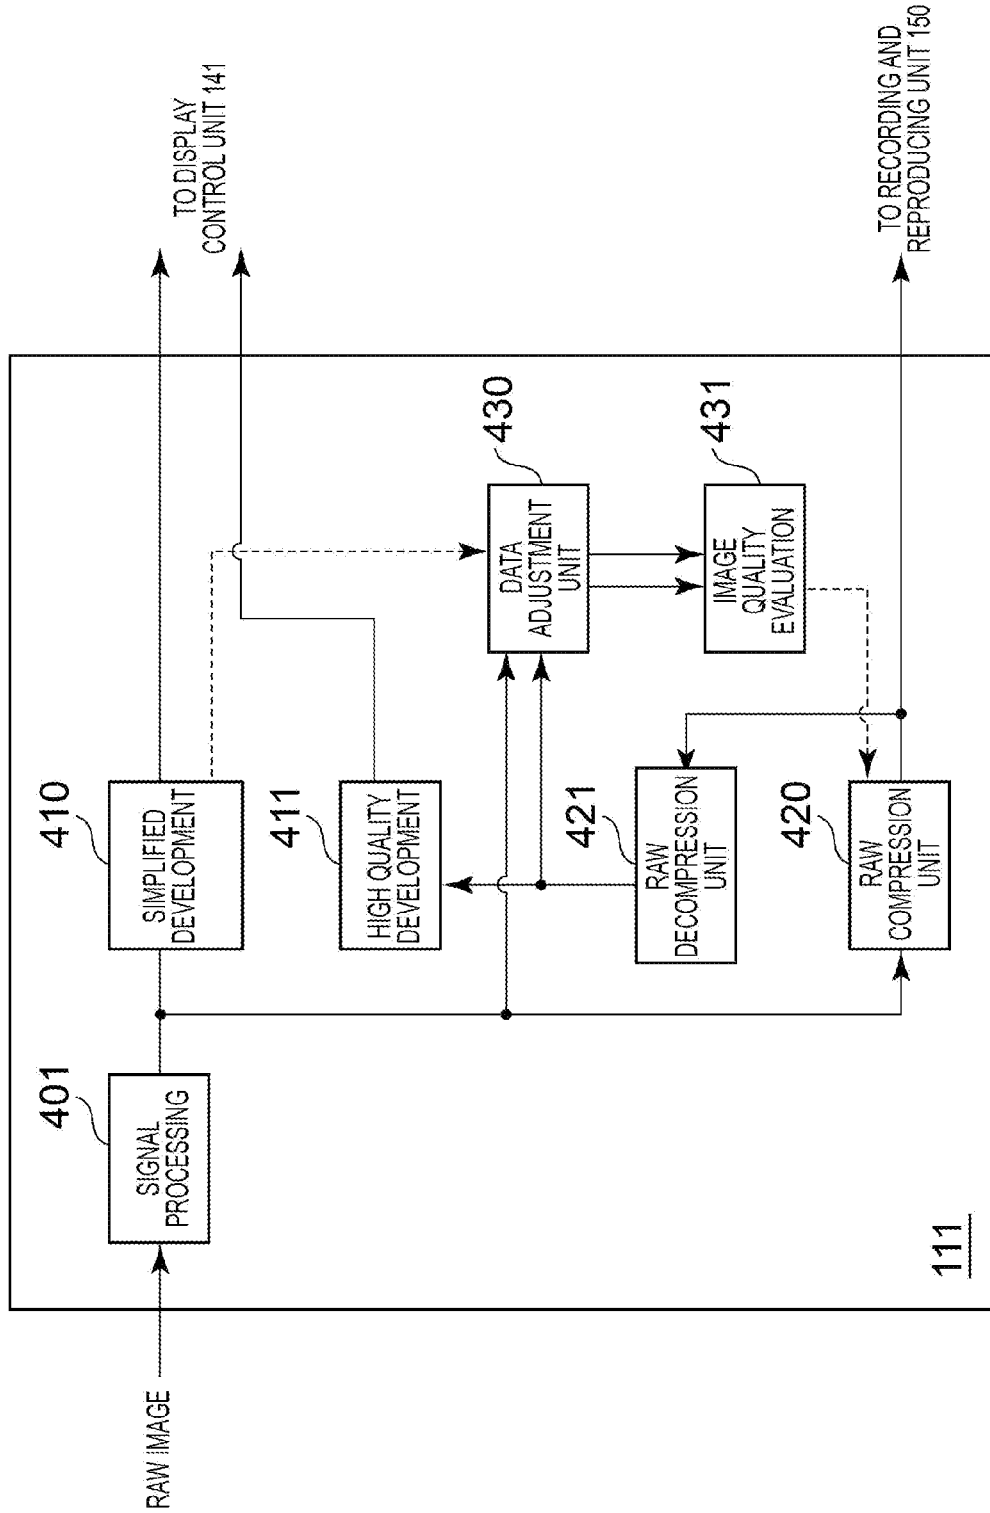 RAW IMAGE
401
SIGNAL
PROCESSING
410
SIMPLIFIED
DEVELOPMENT
TO DISPLAY
CONTROL UNIT 141
411
HIGH QUALITY
DEVELOPMENT
430
DATA
ADJUSTMENT
UNIT
421
RAW
DECOMPRESSION
UNIT
431
IMAGE
QUALITY
EVALUATION
420
RAW
COMPRESSION
UNIT
TO RECORDING AND
REPRODUCING UNIT 150
111